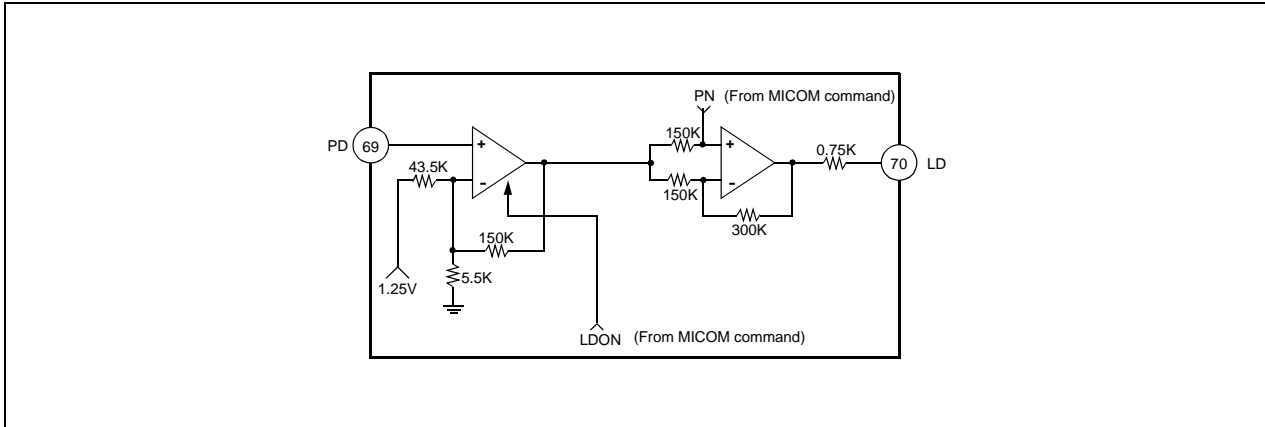 PN (From MICOM command)
150K
PD 69 + + 0.75K 70 LD
43.5K
- -
150K
300K
150K
5.5K
1.25V
LDON (From MICOM command)